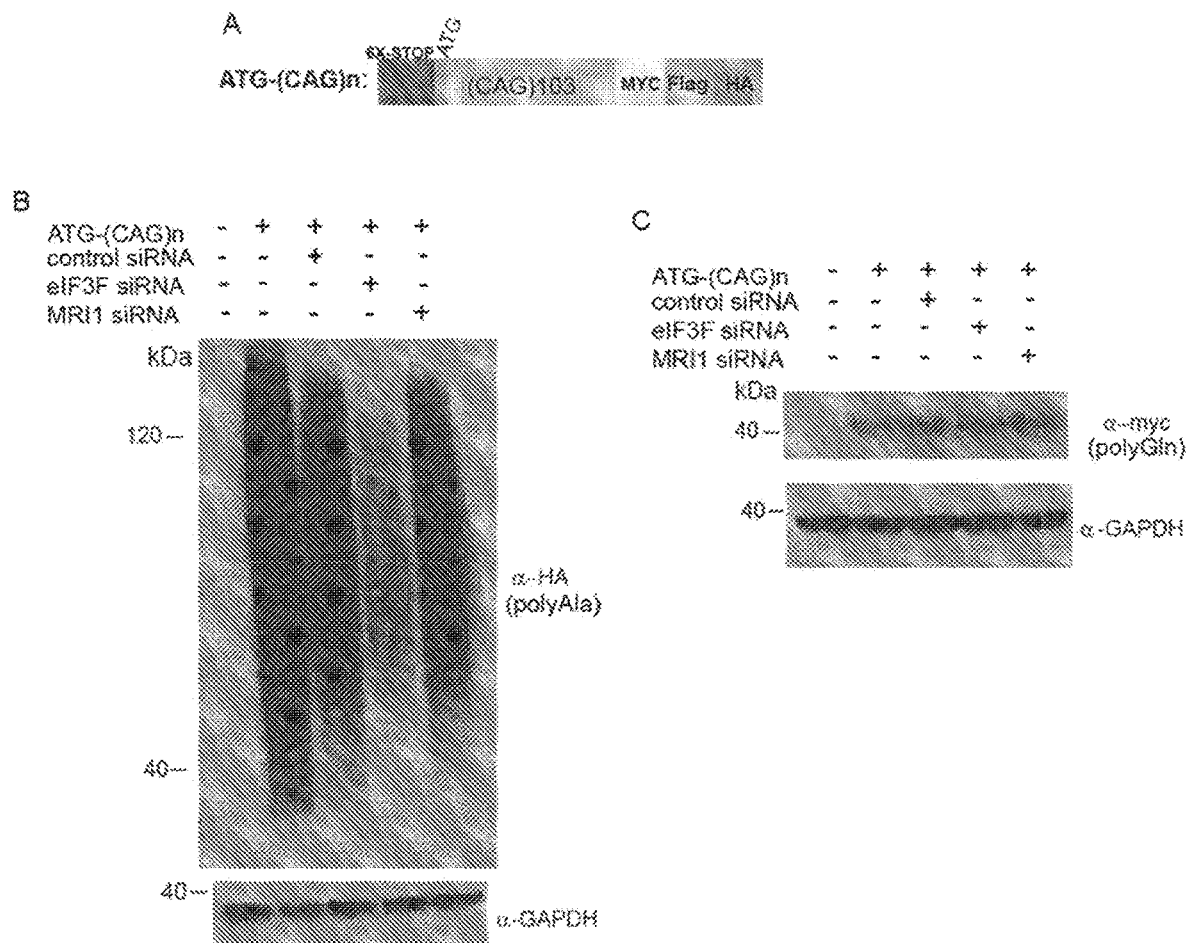 A
6X-STOP ATG
ATG-(CAG)n: (CAG)103 MYC Flag HA
B
ATG-(CAG)n - + + + +
control siRNA - - + - -
eIF3F siRNA - - - + -
MRI1 siRNA - - - - +
kDa
120
40
α-HA
(polyAla)
40
α-GAPDH
C
ATG-(CAG)n - + + + +
control siRNA - - + - -
eIF3F siRNA - - - + -
MRI1 siRNA - - - - +
kDa
40
α-myc
(polyGln)
40
α-GAPDH